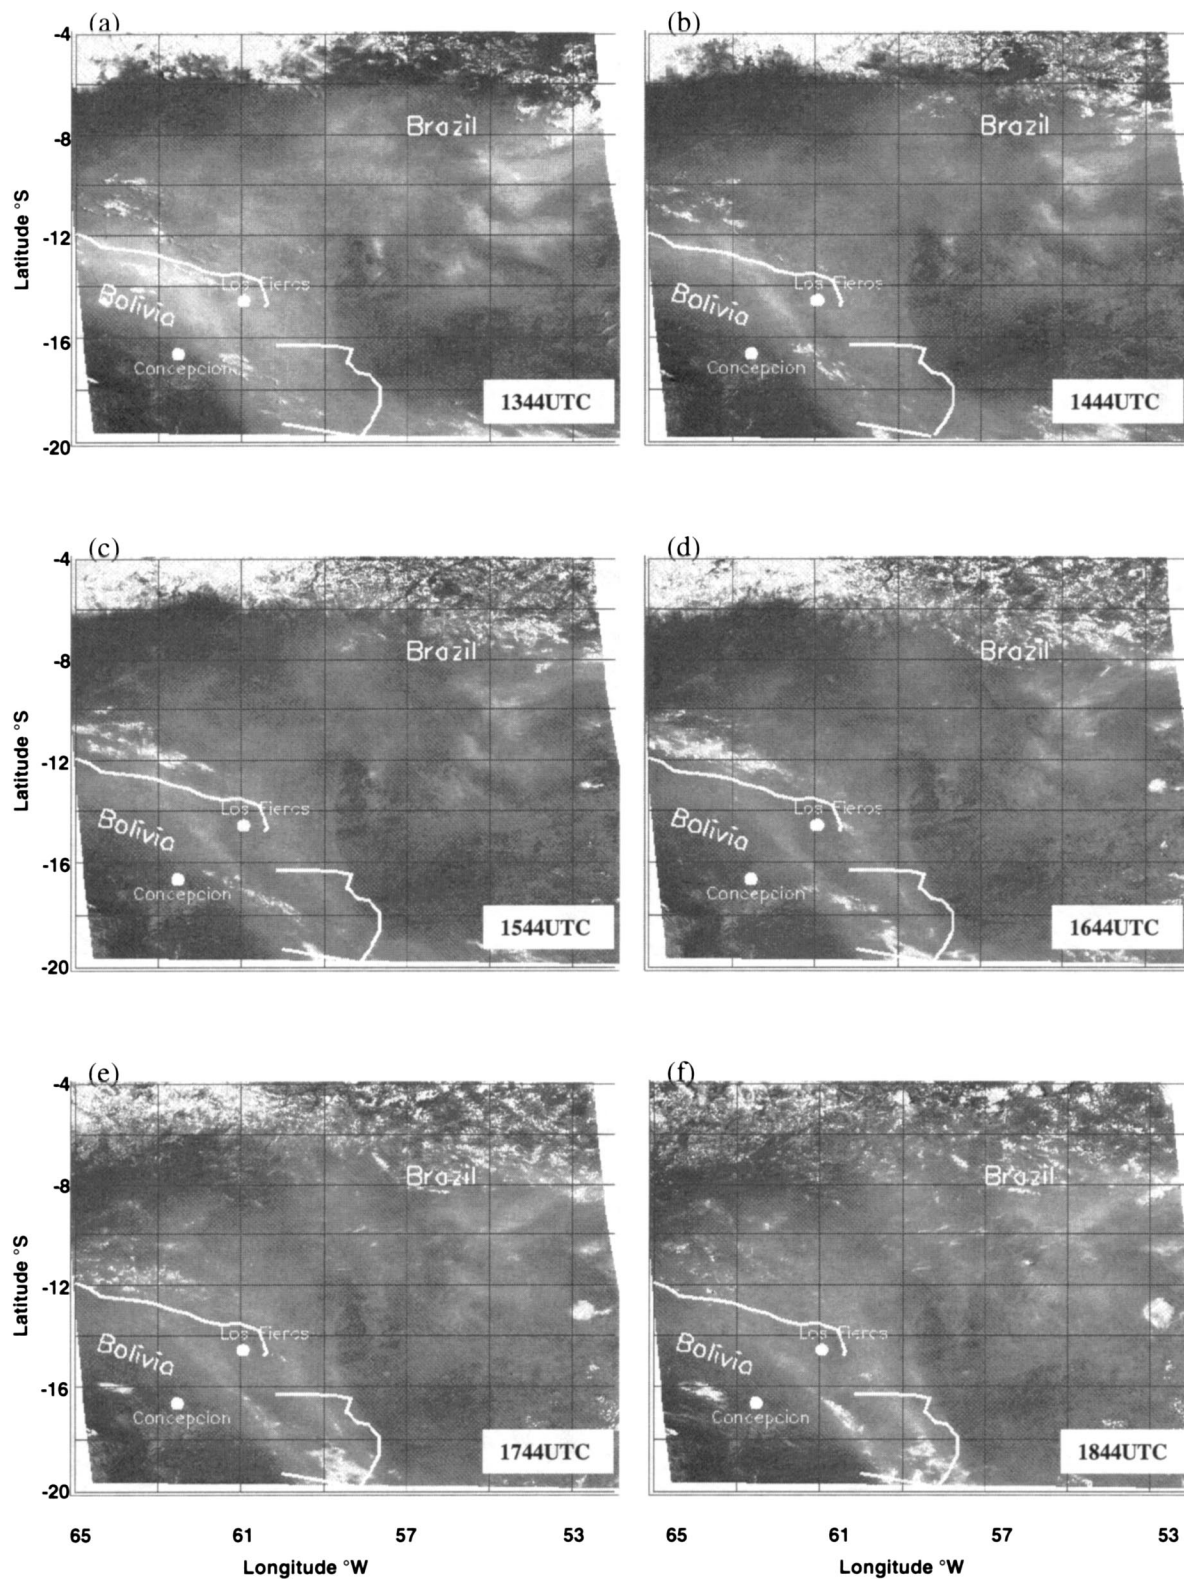 (a) (b)
-4
-8
-12
-16
-20
Latitude °S
Brazil
Los Fieros
Bolivia
Concepcion
1344UTC
Brazil
Los Fieros
Bolivia
Concepcion
1444UTC
(c) (d)
-4
-8
-12
-16
-20
Latitude °S
Brazil
Los Fieros
Bolivia
Concepcion
1544UTC
Brazil
Los Fieros
Bolivia
Concepcion
1644UTC
(e) (f)
-4
-8
-12
-16
-20
Latitude °S
Brazil
Los Fieros
Bolivia
Concepcion
1744UTC
Brazil
Los Fieros
Bolivia
Concepcion
1844UTC
65 61 57 53 65 61 57 53
Longitude °W Longitude °W